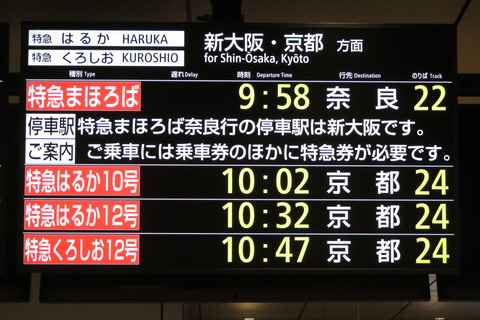 特急 はるか HARUKA
特急 くろしお KUROSHIO
新大阪・京都 方面
for Shin-Ōsaka, Kyōto
種別 Type 遅れ Delay 時刻 Departure Time 行先 Destination のりば Track
特急まほろば 9:58 奈良 22
停車駅 特急まほろば奈良行の停車駅は新大阪です。
ご案内 ご乗車には乗車券のほかに特急券が必要です。
特急はるか10号 10:02 京都 24
特急はるか12号 10:32 京都 24
特急くろしお12号 10:47 京都 24